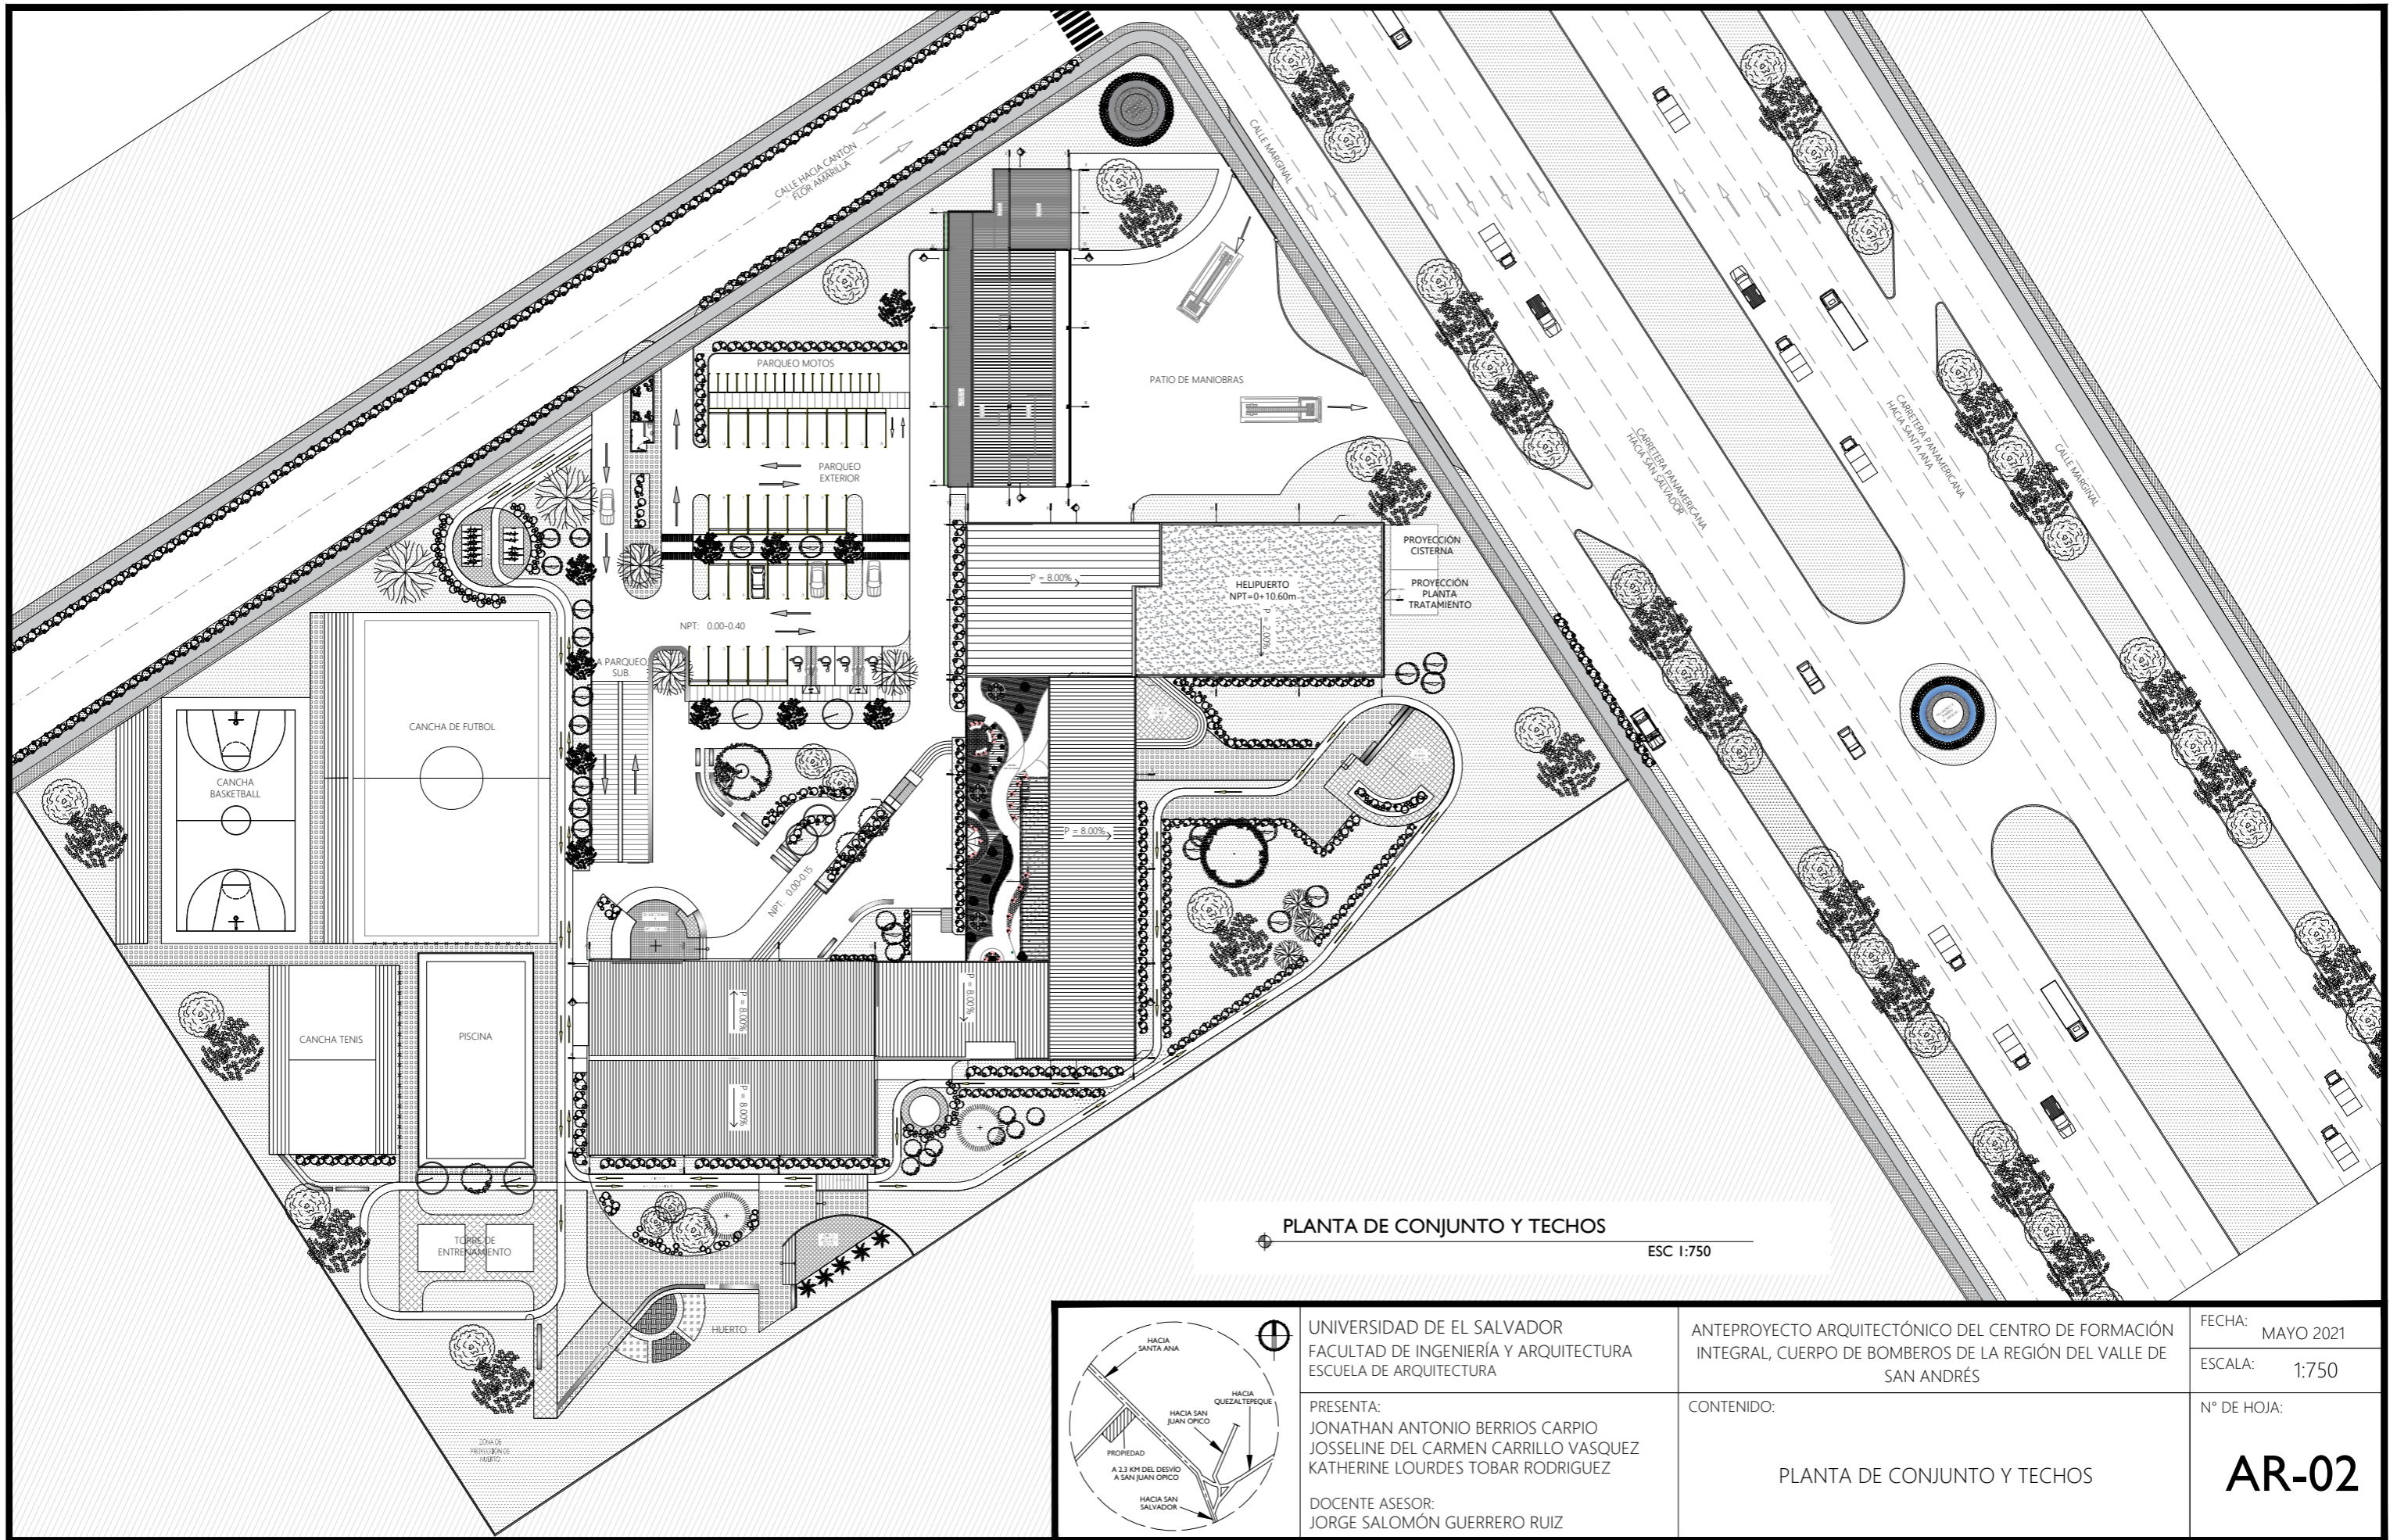 CALLE HACIA CANTÓN
FLOR AMARILLA
CALLE MARGINAL
PARQUEO MOTOS
PATIO DE MANIOBRAS
PARQUEO
EXTERIOR
CARRETERA PANAMERICANA
HACIA SAN SALVADOR
CARRETERA PANAMERICANA
HACIA SANTA ANA
CALLE MARGINAL
PROYECCIÓN
CISTERNA
P = 8.00%
HELIPUERTO
NPT=0+10.60m
P = 2.00%
PROYECCIÓN
PLANTA
TRATAMIENTO
NPT: 0.00-0.40
A PARQUEO
SUB.
CANCHA DE FUTBOL
CANCHA
BASKETBALL
P = 8.00%
NPT: 0.00-0.15
P = 8.00%
P = 8.00%
CANCHA TENIS
PISCINA
P = 8.00%
TORRE DE
ENTRENAMIENTO
HUERTO
ZONA DE
PROYECCIÓN DE
HUERTO
PLANTA DE CONJUNTO Y TECHOS
ESC 1:750
HACIA
SANTA ANA
HACIA
QUEZALTEPEQUE
HACIA SAN
JUAN OPICO
PROPIEDAD
A 2.3 KM DEL DESVÍO
A SAN JUAN OPICO
HACIA SAN
SALVADOR
UNIVERSIDAD DE EL SALVADOR
FACULTAD DE INGENIERÍA Y ARQUITECTURA
ESCUELA DE ARQUITECTURA
PRESENTA:
JONATHAN ANTONIO BERRIOS CARPIO
JOSSELINE DEL CARMEN CARRILLO VASQUEZ
KATHERINE LOURDES TOBAR RODRIGUEZ
DOCENTE ASESOR:
JORGE SALOMÓN GUERRERO RUIZ
ANTEPROYECTO ARQUITECTÓNICO DEL CENTRO DE FORMACIÓN
INTEGRAL, CUERPO DE BOMBEROS DE LA REGIÓN DEL VALLE DE
SAN ANDRÉS
CONTENIDO:
PLANTA DE CONJUNTO Y TECHOS
FECHA: MAYO 2021
ESCALA: 1:750
N° DE HOJA:
AR-02